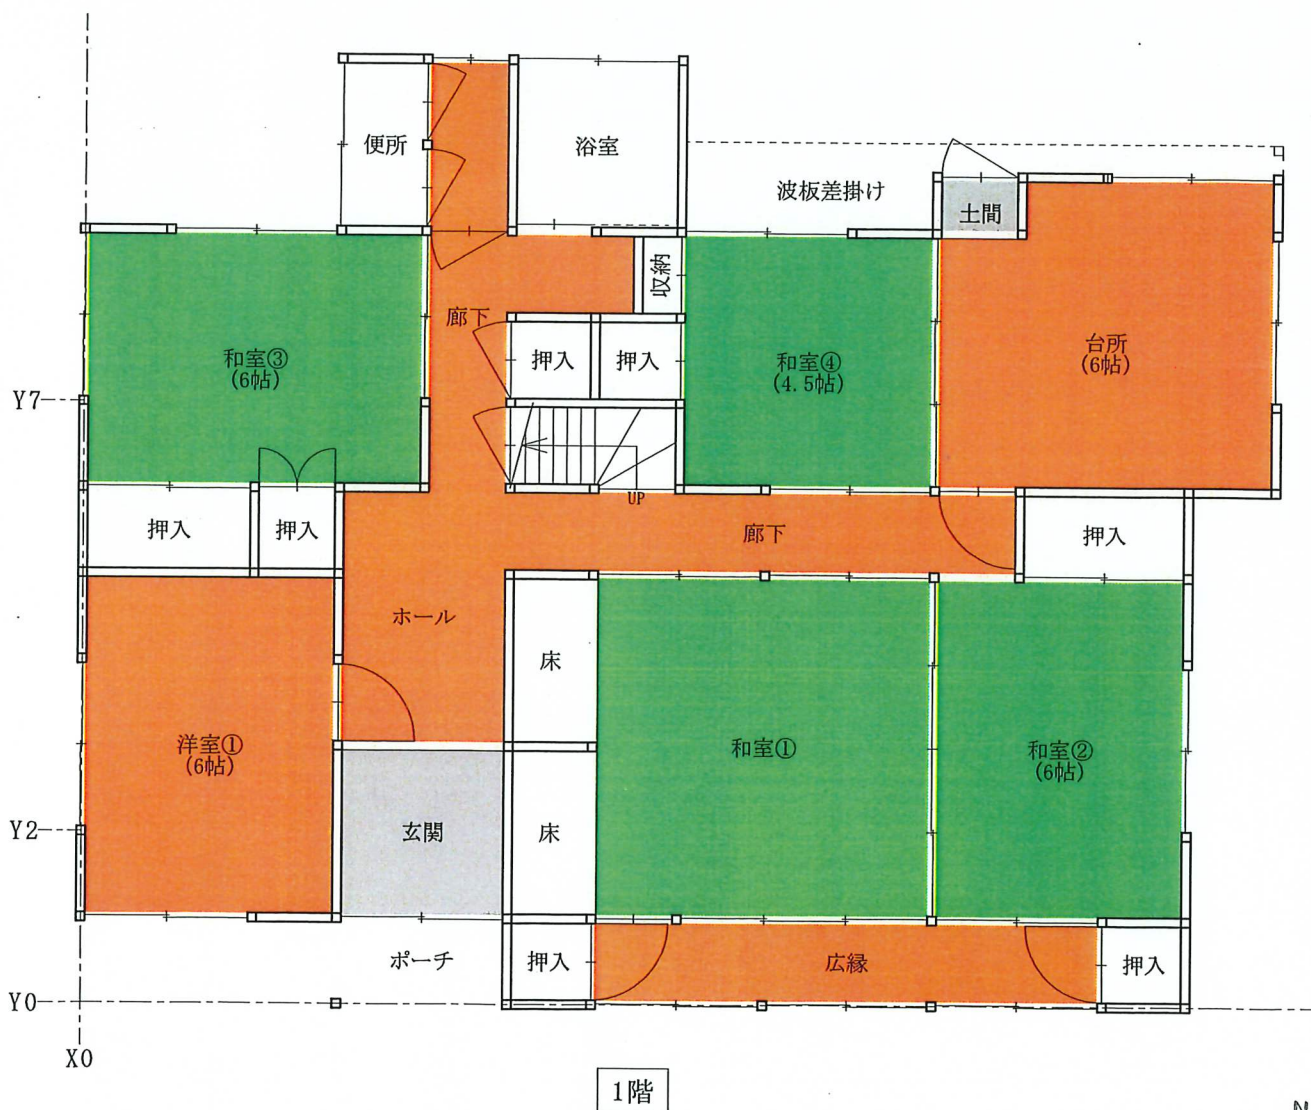 便所
浴室
波板差掛け
土間
収納
廊下
和室③
(6帖)
押入
押入
和室④
(4.5帖)
台所
(6帖)
Y7
UP
押入
押入
廊下
押入
ホール
床
洋室①
(6帖)
和室①
和室②
(6帖)
Y2
玄関
床
ポーチ
押入
広縁
押入
Y0
X0
1階
N